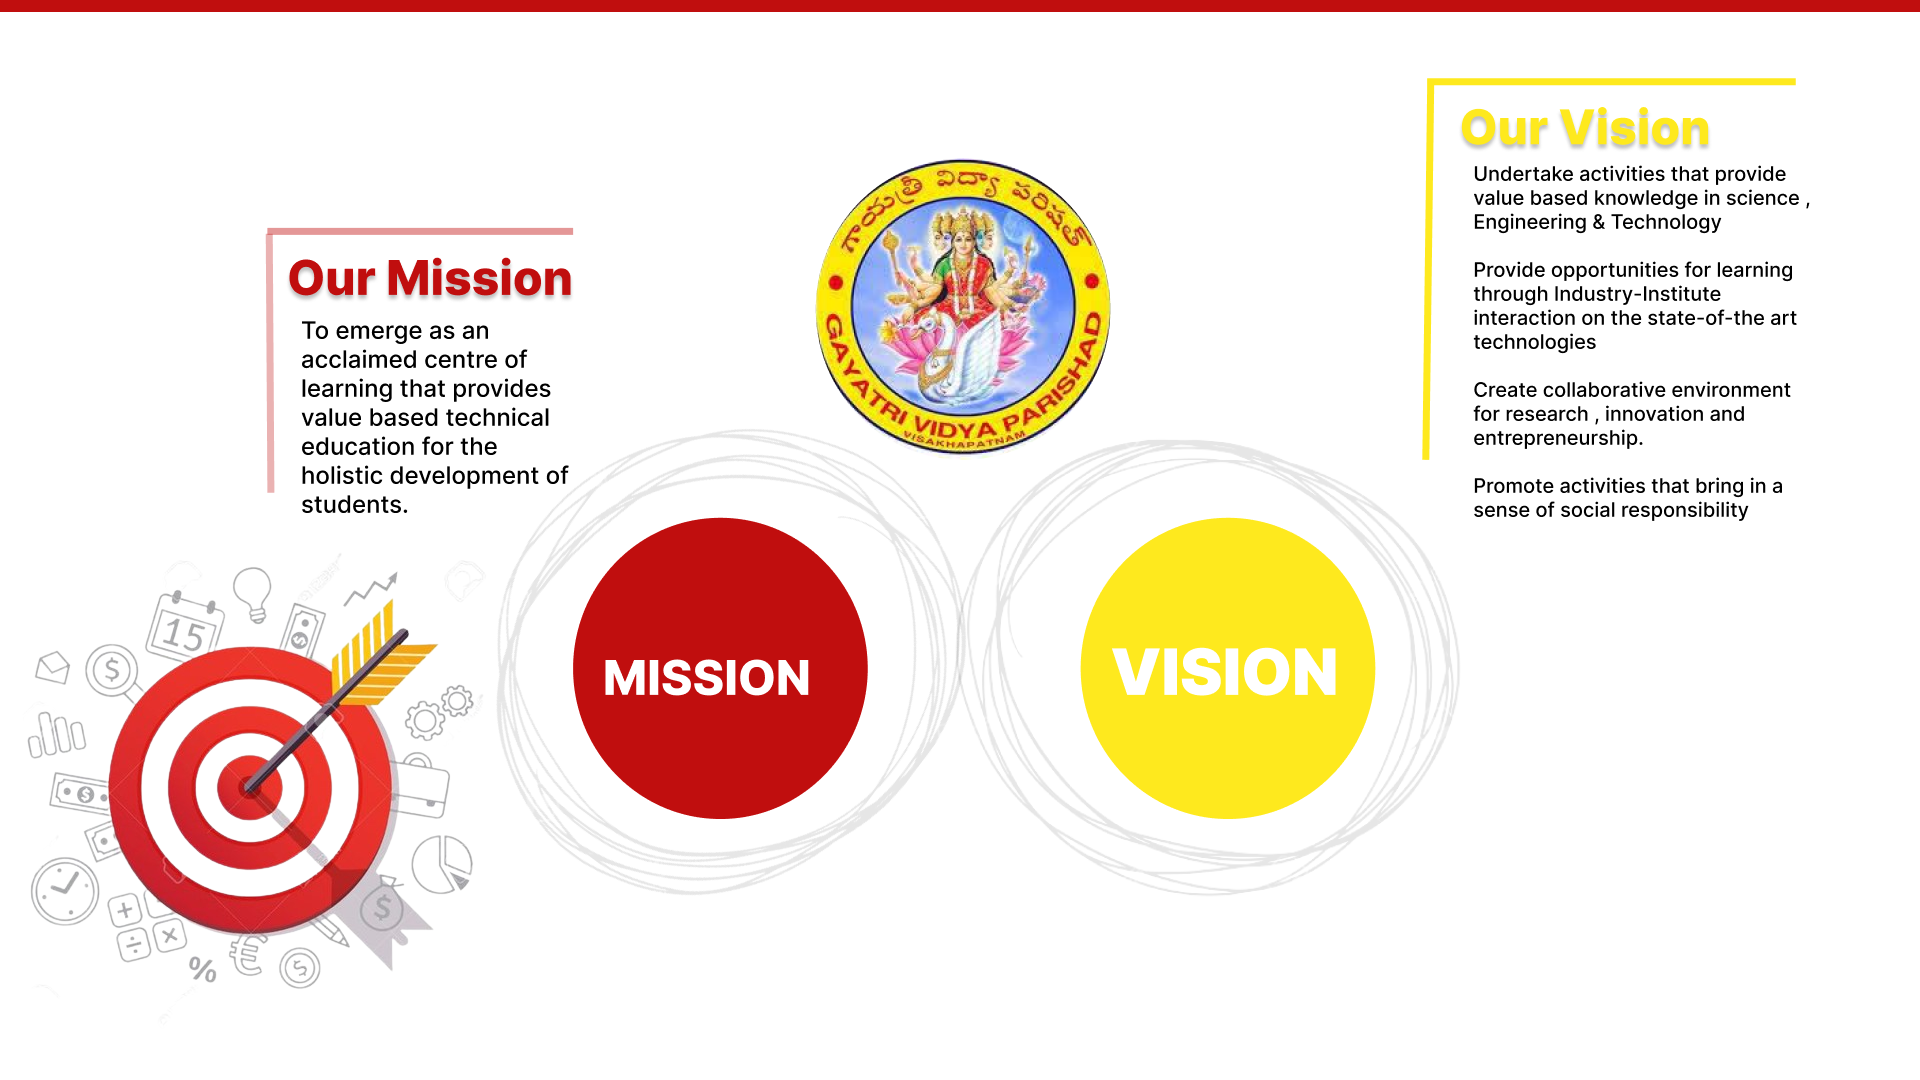 Our Mission
To emerge as an
acclaimed centre of
learning that provides
value based technical
education for the
holistic development of
students.
గాయత్రీ విద్యా పరిషత్
GAYATRI VIDYA PARISHAD
VISAKHAPATNAM
Our Vision
Undertake activities that provide
value based knowledge in science ,
Engineering & Technology
Provide opportunities for learning
through Industry-Institute
interaction on the state-of-the art
technologies
Create collaborative environment
for research , innovation and
entrepreneurship.
Promote activities that bring in a
sense of social responsibility
MISSION
VISION
15
$
$
$
$
$
€
%
+
÷
×